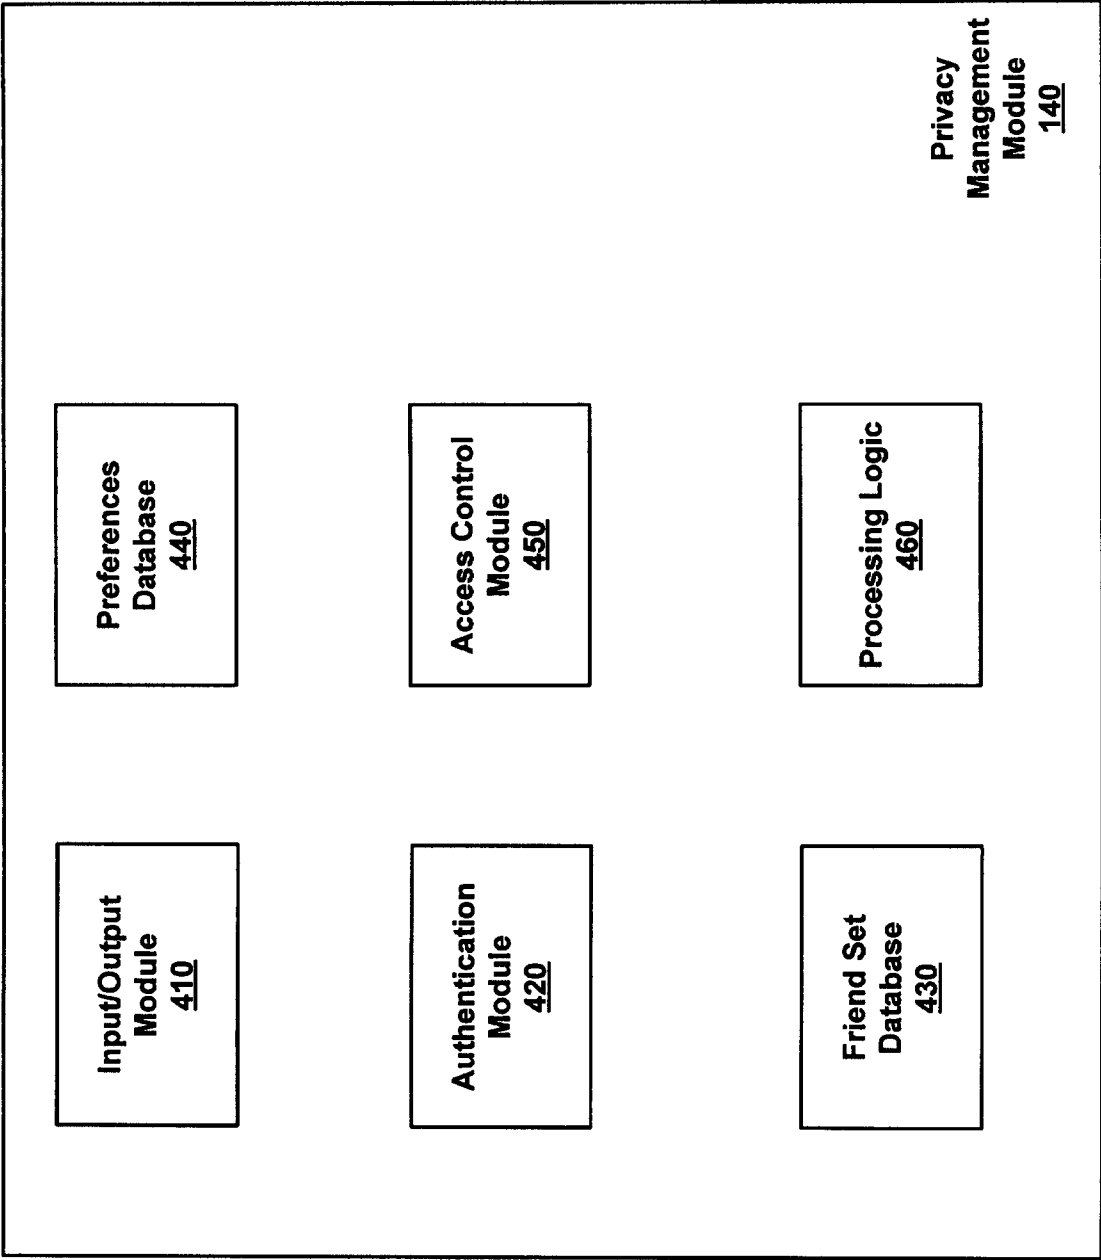 Input/Output
Module
410
Authentication
Module
420
Friend Set
Database
430
Preferences
Database
440
Access Control
Module
450
Processing Logic
460
Privacy
Management
Module
140